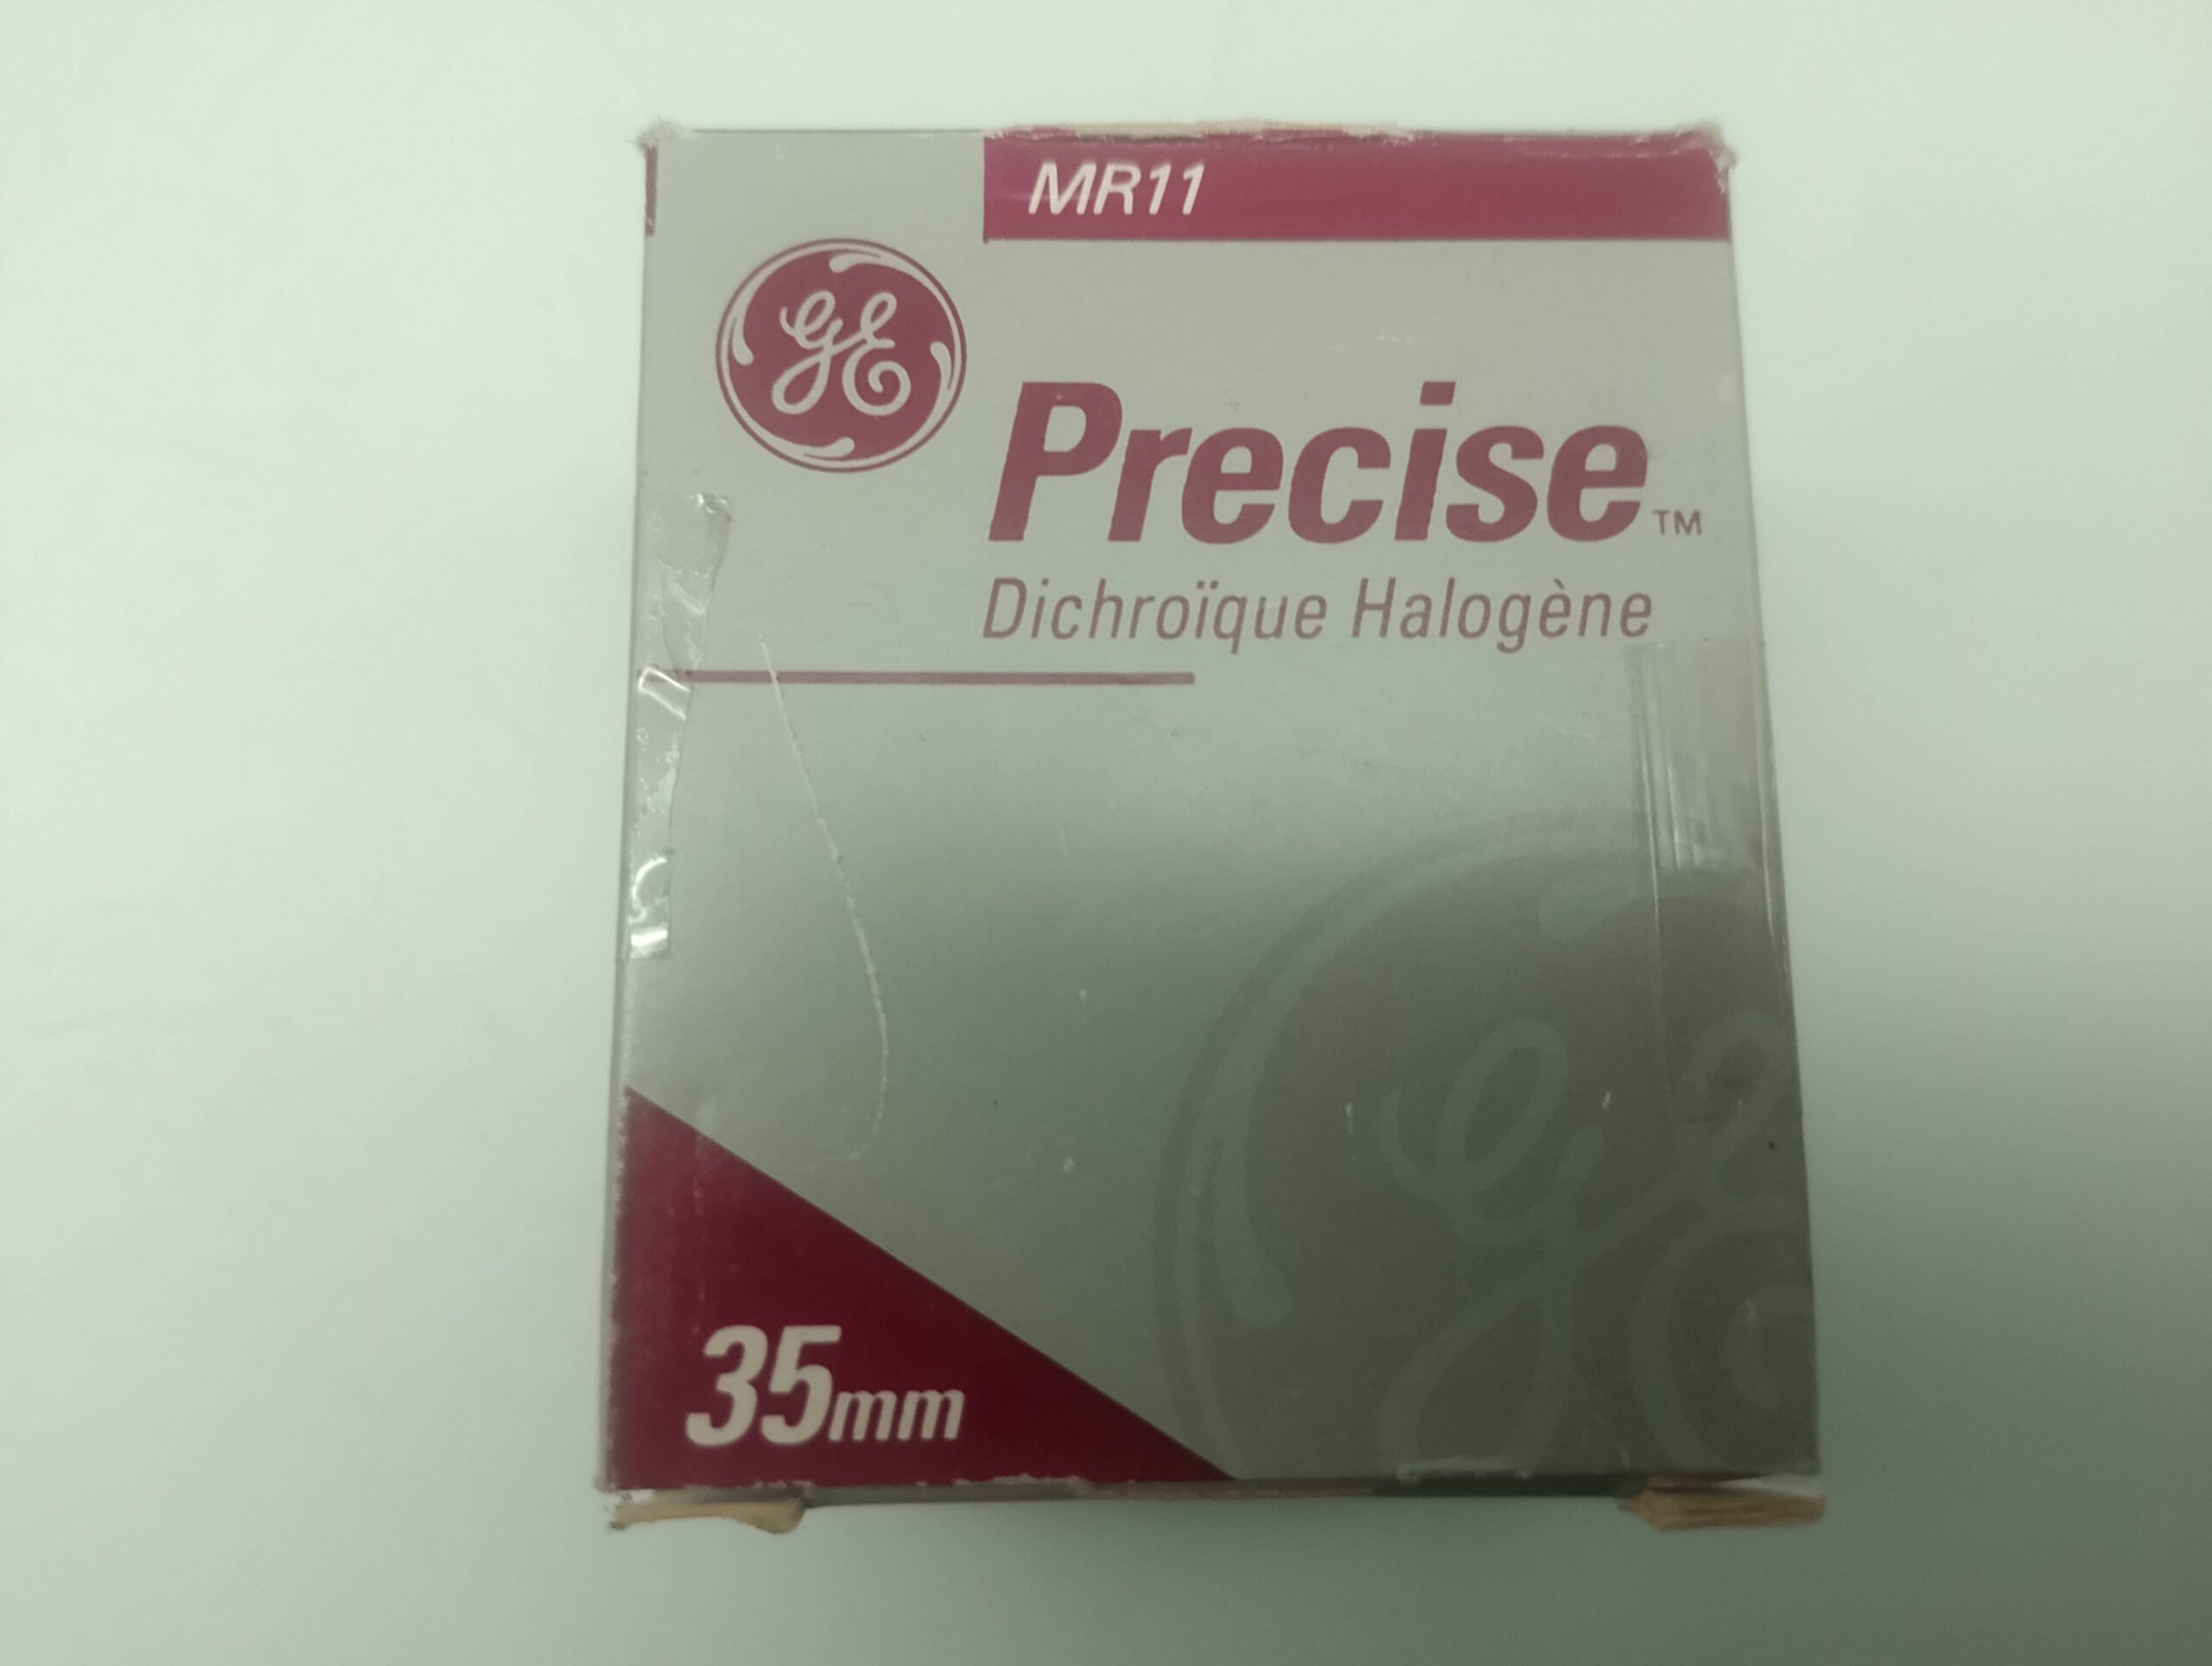 MR11
GE
Precise™
Dichroïque Halogène
35mm